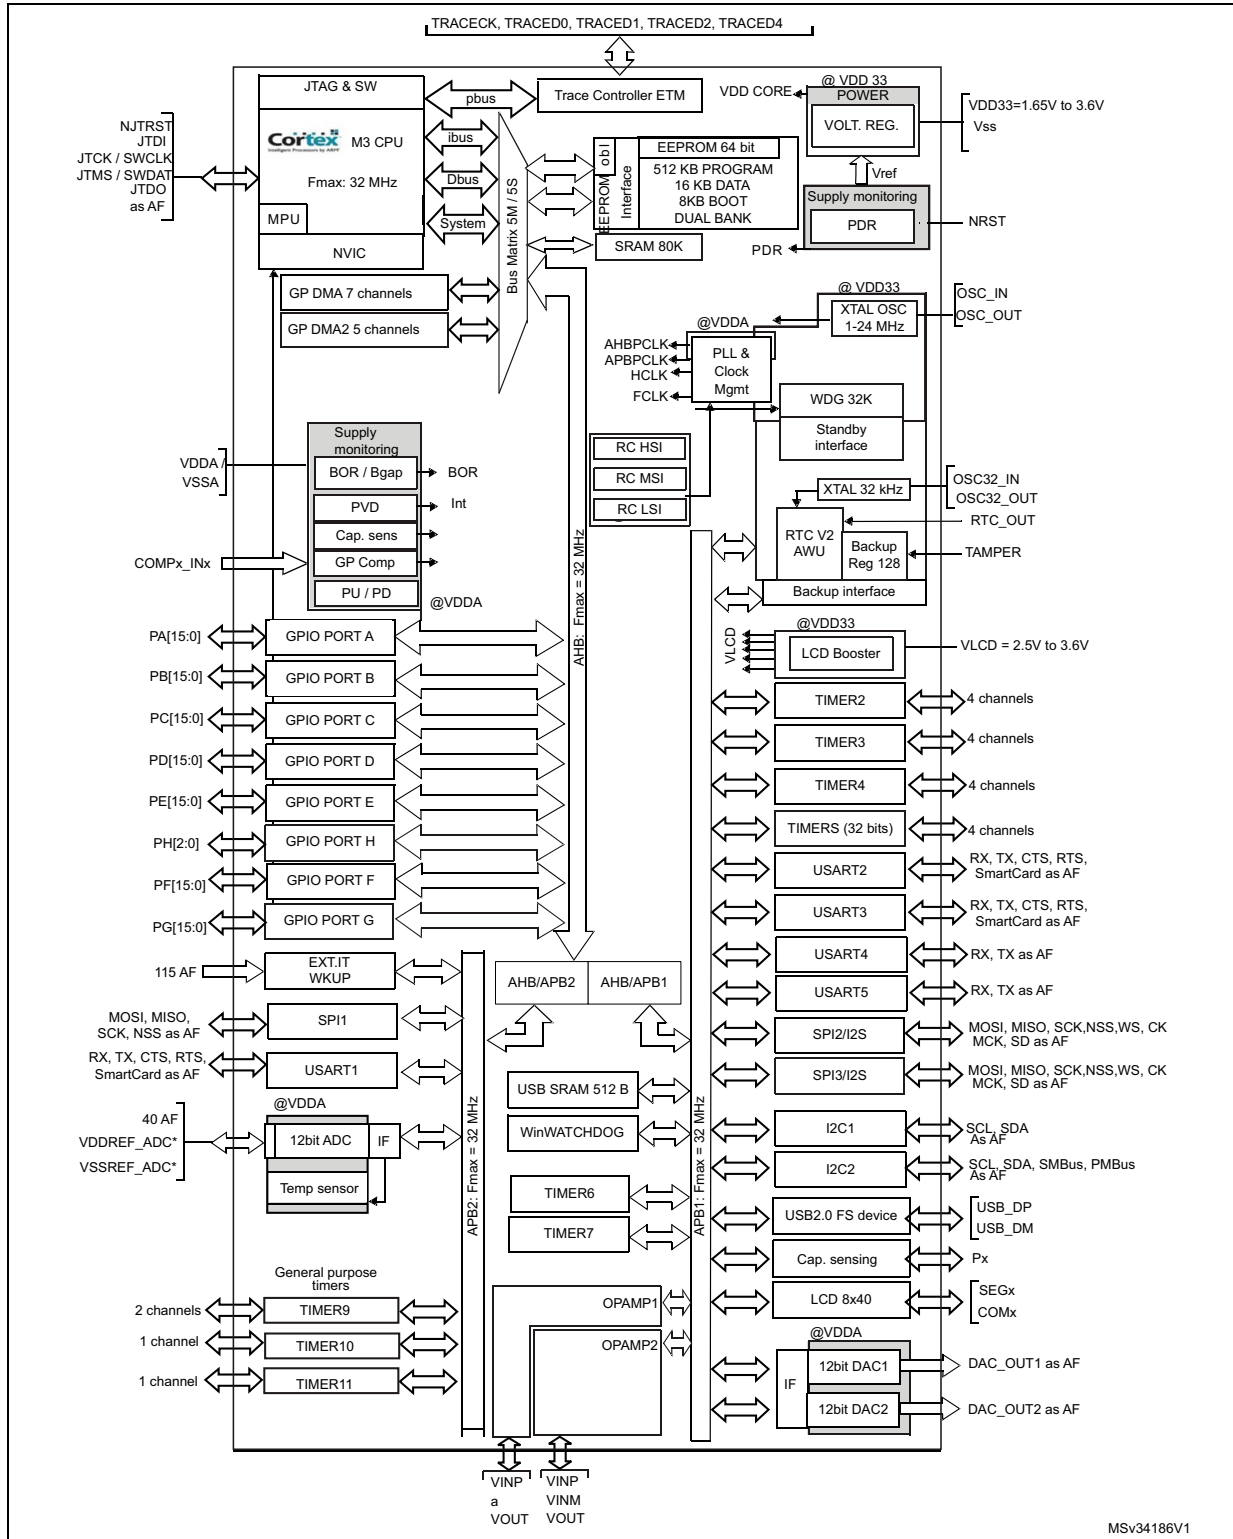 TRACECK, TRACED0, TRACED1, TRACED2, TRACED4
JTAG & SW
pbus
Trace Controller ETM
VDD CORE
@ VDD 33
POWER
VOLT. REG.
VDD33=1.65V to 3.6V
Vss
NJTRST
JTDI
JTCK / SWCLK
JTMS / SWDAT
JTDO
as AF
Cortex
Intelligent Processors by ARM®
M3 CPU
Fmax: 32 MHz
MPU
NVIC
ibus
Dbus
System
Bus Matrix 5M / 5S
EEPROM
obl
Interface
EEPROM 64 bit
512 KB PROGRAM
16 KB DATA
8KB BOOT
DUAL BANK
SRAM 80K
Vref
Supply monitoring
PDR
NRST
PDR
GP DMA 7 channels
GP DMA2 5 channels
@ VDD33
XTAL OSC
1-24 MHz
OSC_IN
OSC_OUT
@VDDA
AHBPCLK
APBPCLK
HCLK
FCLK
PLL &
Clock
Mgmt
WDG 32K
Standby
interface
RC HSI
RC MSI
RC LSI
XTAL 32 kHz
OSC32_IN
OSC32_OUT
RTC V2
AWU
RTC_OUT
Backup
Reg 128
TAMPER
Backup interface
Supply
monitoring
VDDA /
VSSA
BOR / Bgap
BOR
PVD
Int
Cap. sens
COMPx_INx
GP Comp
PU / PD
@VDDA
AHB: Fmax = 32 MHz
PA[15:0]
GPIO PORT A
PB[15:0]
GPIO PORT B
PC[15:0]
GPIO PORT C
PD[15:0]
GPIO PORT D
PE[15:0]
GPIO PORT E
PH[2:0]
GPIO PORT H
PF[15:0]
GPIO PORT F
PG[15:0]
GPIO PORT G
@VDD33
VLCD
LCD Booster
VLCD = 2.5V to 3.6V
TIMER2
4 channels
TIMER3
4 channels
TIMER4
4 channels
TIMERS (32 bits)
4 channels
USART2
RX, TX, CTS, RTS,
SmartCard as AF
USART3
RX, TX, CTS, RTS,
SmartCard as AF
USART4
RX, TX as AF
USART5
RX, TX as AF
SPI2/I2S
MOSI, MISO, SCK,NSS,WS, CK
MCK, SD as AF
SPI3/I2S
MOSI, MISO, SCK,NSS,WS, CK
MCK, SD as AF
I2C1
SCL, SDA
As AF
I2C2
SCL, SDA, SMBus, PMBus
As AF
USB2.0 FS device
USB_DP
USB_DM
Cap. sensing
Px
LCD 8x40
SEGx
COMx
@VDDA
IF
12bit DAC1
DAC_OUT1 as AF
12bit DAC2
DAC_OUT2 as AF
115 AF
EXT.IT
WKUP
MOSI, MISO,
SCK, NSS as AF
SPI1
RX, TX, CTS, RTS,
SmartCard as AF
USART1
@VDDA
40 AF
VDDREF_ADC*
VSSREF_ADC*
12bit ADC
IF
Temp sensor
APB2: Fmax = 32 MHz
AHB/APB2
AHB/APB1
USB SRAM 512 B
WinWATCHDOG
TIMER6
TIMER7
APB1: Fmax = 32 MHz
General purpose
timers
2 channels
TIMER9
1 channel
TIMER10
1 channel
TIMER11
OPAMP1
OPAMP2
VINP
a
VOUT
VINP
VINM
VOUT
MSv34186V1